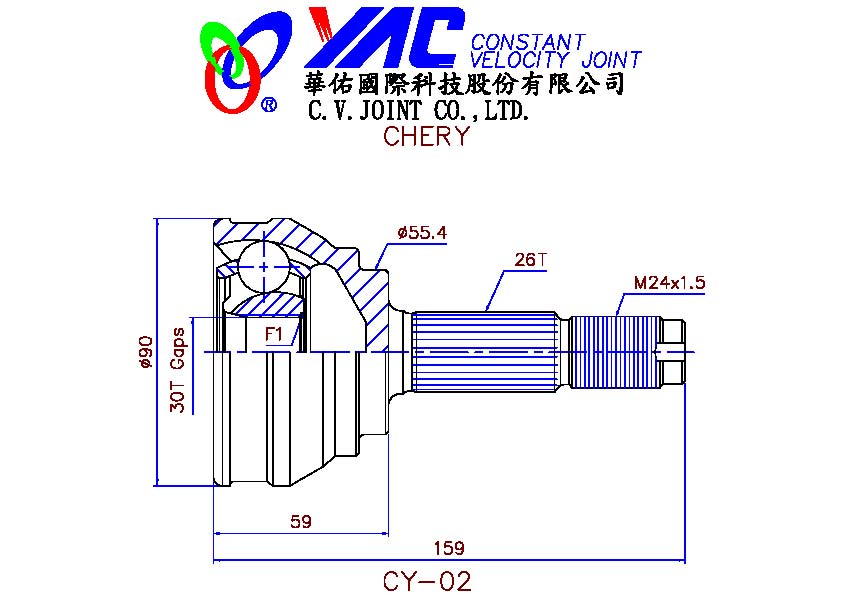 YAC CONSTANT
VELOCITY JOINT
®
華佑國際科技股份有限公司
C.V.JOINT CO.,LTD.
CHERY
ø55.4
26T
M24x1.5
F1
ø90
30T Gaps
59
159
CY-02